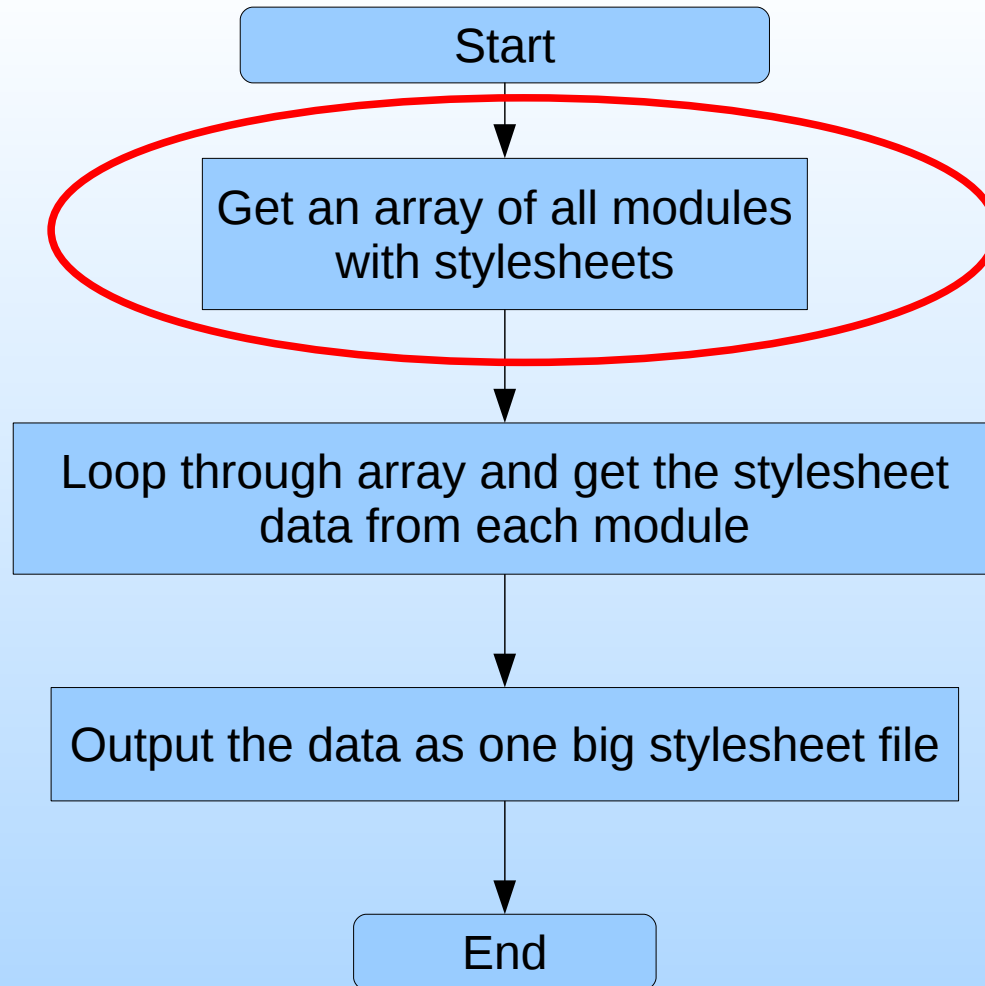 Start
Get an array of all modules
with stylesheets
Loop through array and get the stylesheet
data from each module
Output the data as one big stylesheet file
End